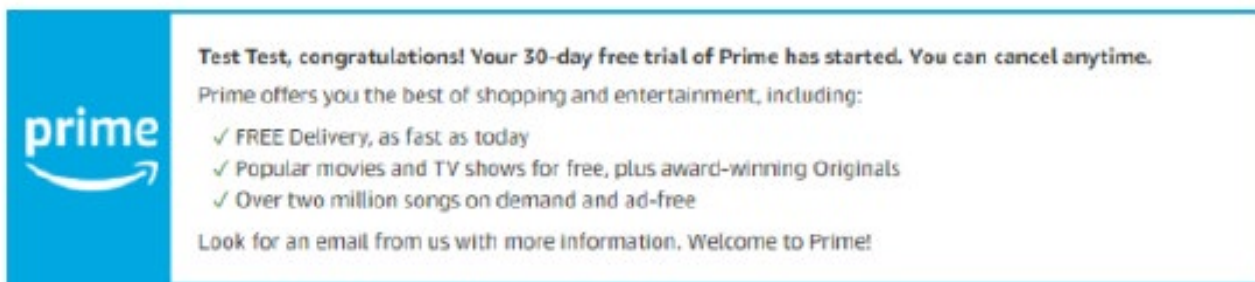 prime
Test Test, congratulations! Your 30-day free trial of Prime has started. You can cancel anytime.
Prime offers you the best of shopping and entertainment, including:
✓ FREE Delivery, as fast as today
✓ Popular movies and TV shows for free, plus award-winning Originals
✓ Over two million songs on demand and ad-free
Look for an email from us with more information. Welcome to Prime!